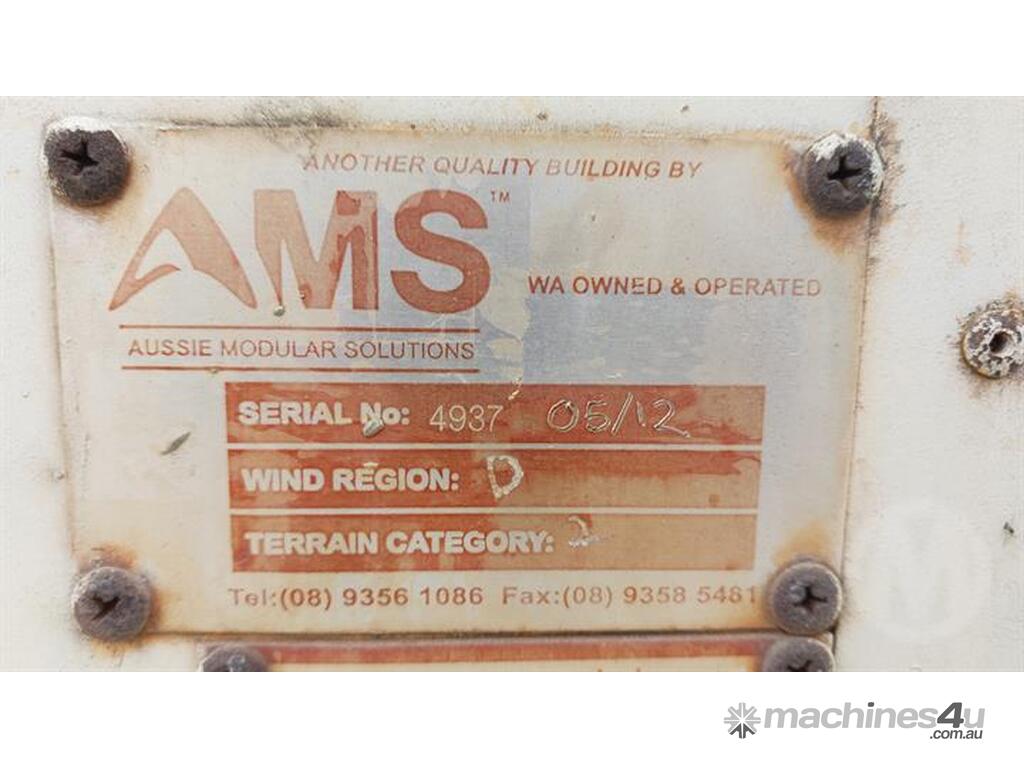 ANOTHER QUALITY BUILDING BY
AMS™
WA OWNED & OPERATED
AUSSIE MODULAR SOLUTIONS
SERIAL No: 4937 05/12
WIND REGION: D
TERRAIN CATEGORY: 2
Tel:(08) 9356 1086 Fax:(08) 9358 5481
machines4u
.com.au